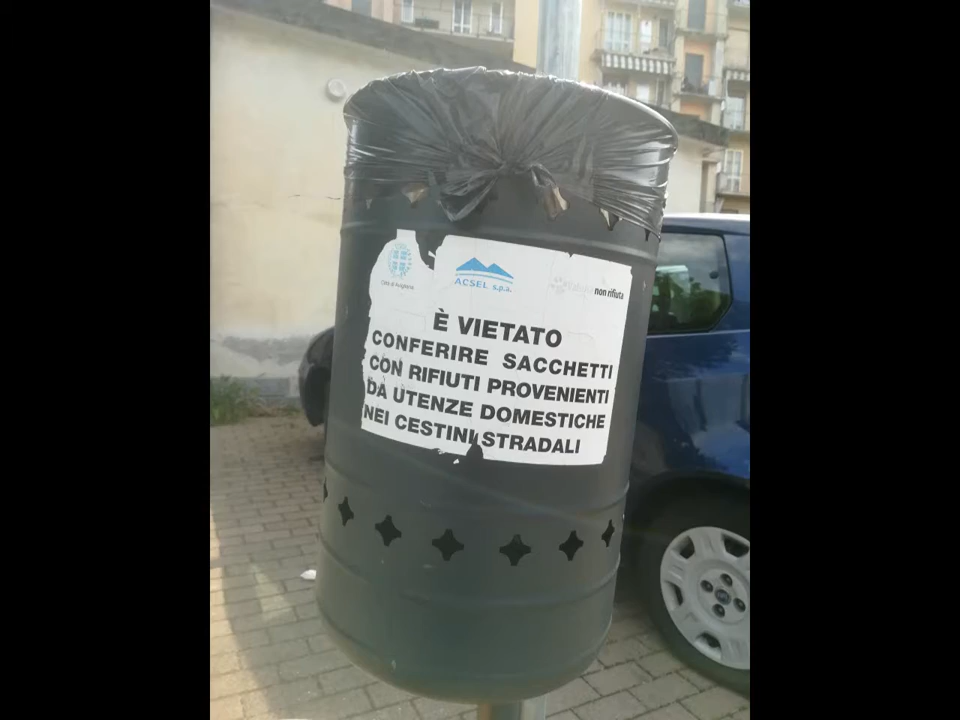 ACSEL s.p.a.
non rifiuta
È VIETATO
CONFERIRE SACCHETTI
CON RIFIUTI PROVENIENTI
DA UTENZE DOMESTICHE
NEI CESTINI STRADALI